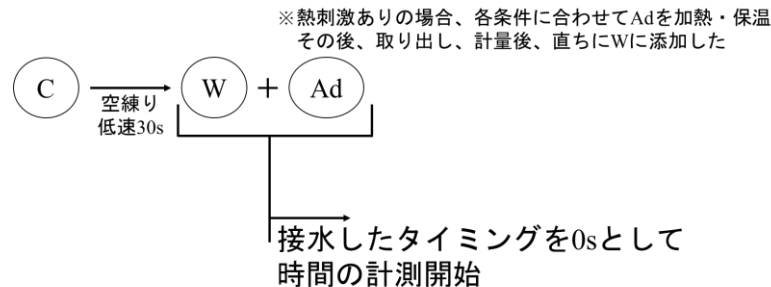 ※熱刺激ありの場合、各条件に合わせてAdを加熱・保温
その後、取り出し、計量後、直ちにWに添加した
C
空練り
低速30s
W + Ad
接水したタイミングを0sとして
時間の計測開始